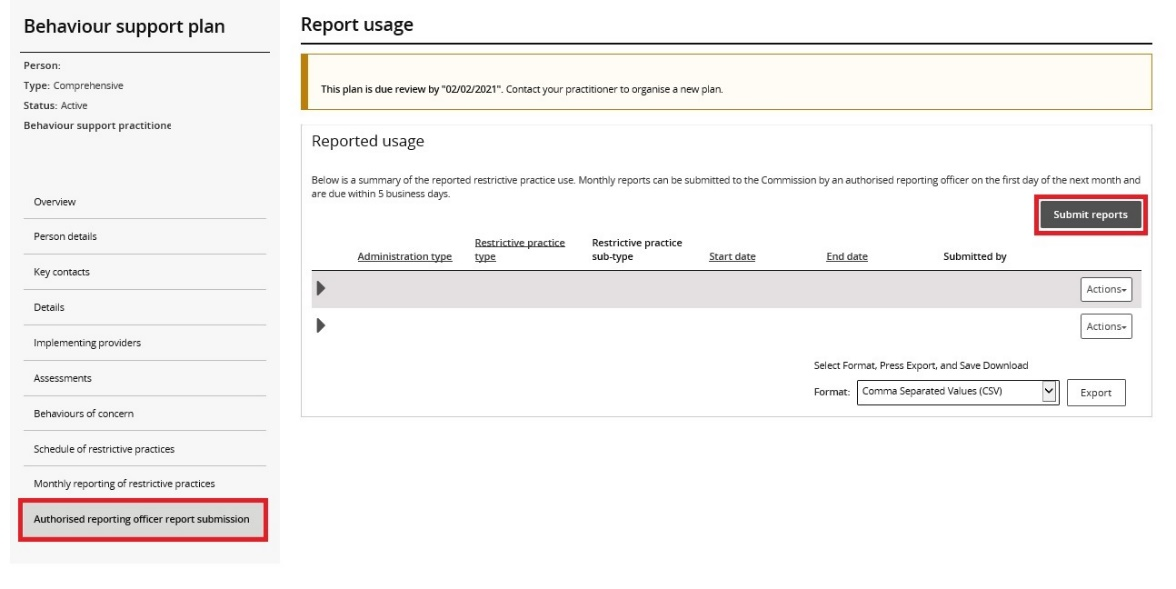 Behaviour support plan
Person:
Type: Comprehensive
Status: Active
Behaviour support practitione
Overview
Person details
Key contacts
Details
Implementing providers
Assessments
Behaviours of concern
Schedule of restrictive practices
Monthly reporting of restrictive practices
Authorised reporting officer report submission
Report usage
This plan is due review by "02/02/2021". Contact your practitioner to organise a new plan.
Reported usage
Below is a summary of the reported restrictive practice use. Monthly reports can be submitted to the Commission by an authorised reporting officer on the first day of the next month and
are due within 5 business days.
Submit reports
Administration type
Restrictive practice
type
Restrictive practice
sub-type
Start date
End date
Submitted by
Actions
Actions
Select Format, Press Export, and Save Download
Format: Comma Separated Values (CSV)
Export